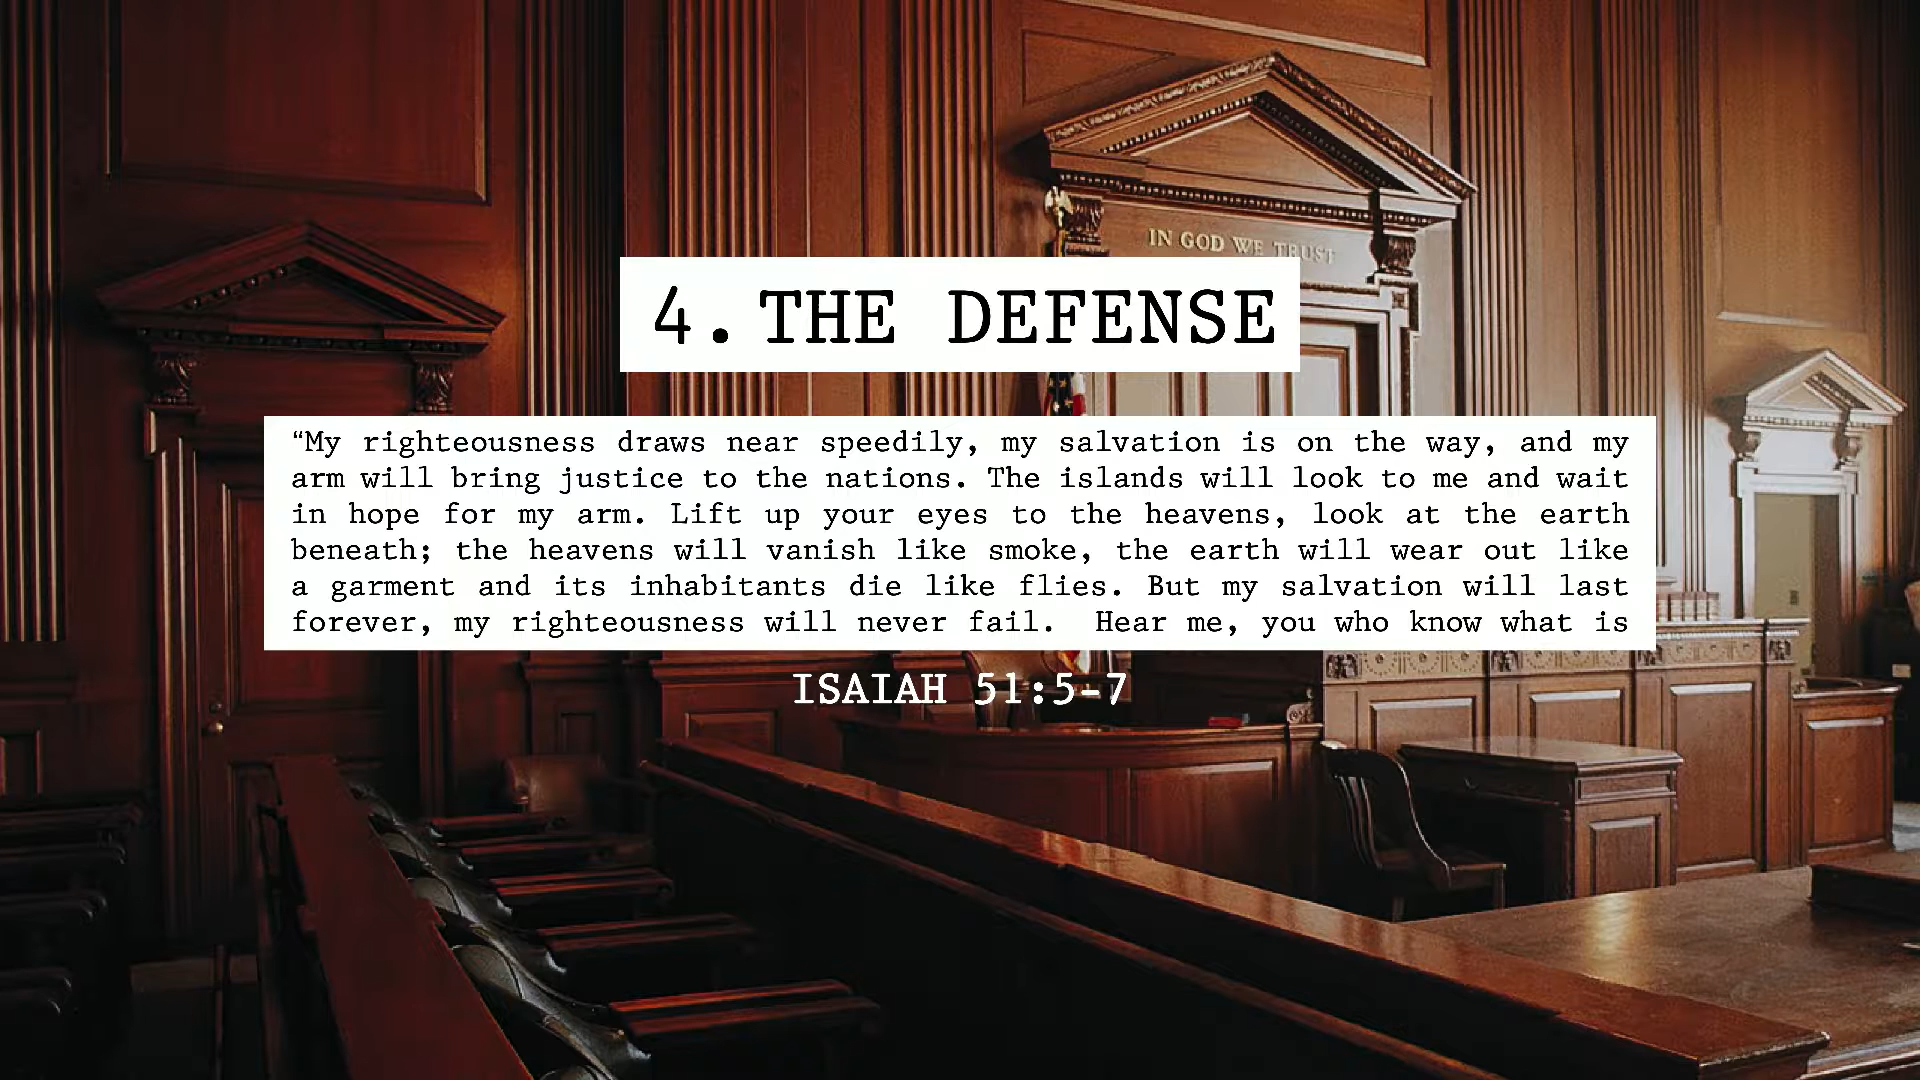 IN GOD WE TRUST
4. THE DEFENSE
“My righteousness draws near speedily, my salvation is on the way, and my
arm will bring justice to the nations. The islands will look to me and wait
in hope for my arm. Lift up your eyes to the heavens, look at the earth
beneath; the heavens will vanish like smoke, the earth will wear out like
a garment and its inhabitants die like flies. But my salvation will last
forever, my righteousness will never fail. Hear me, you who know what is
ISAIAH 51:5-7